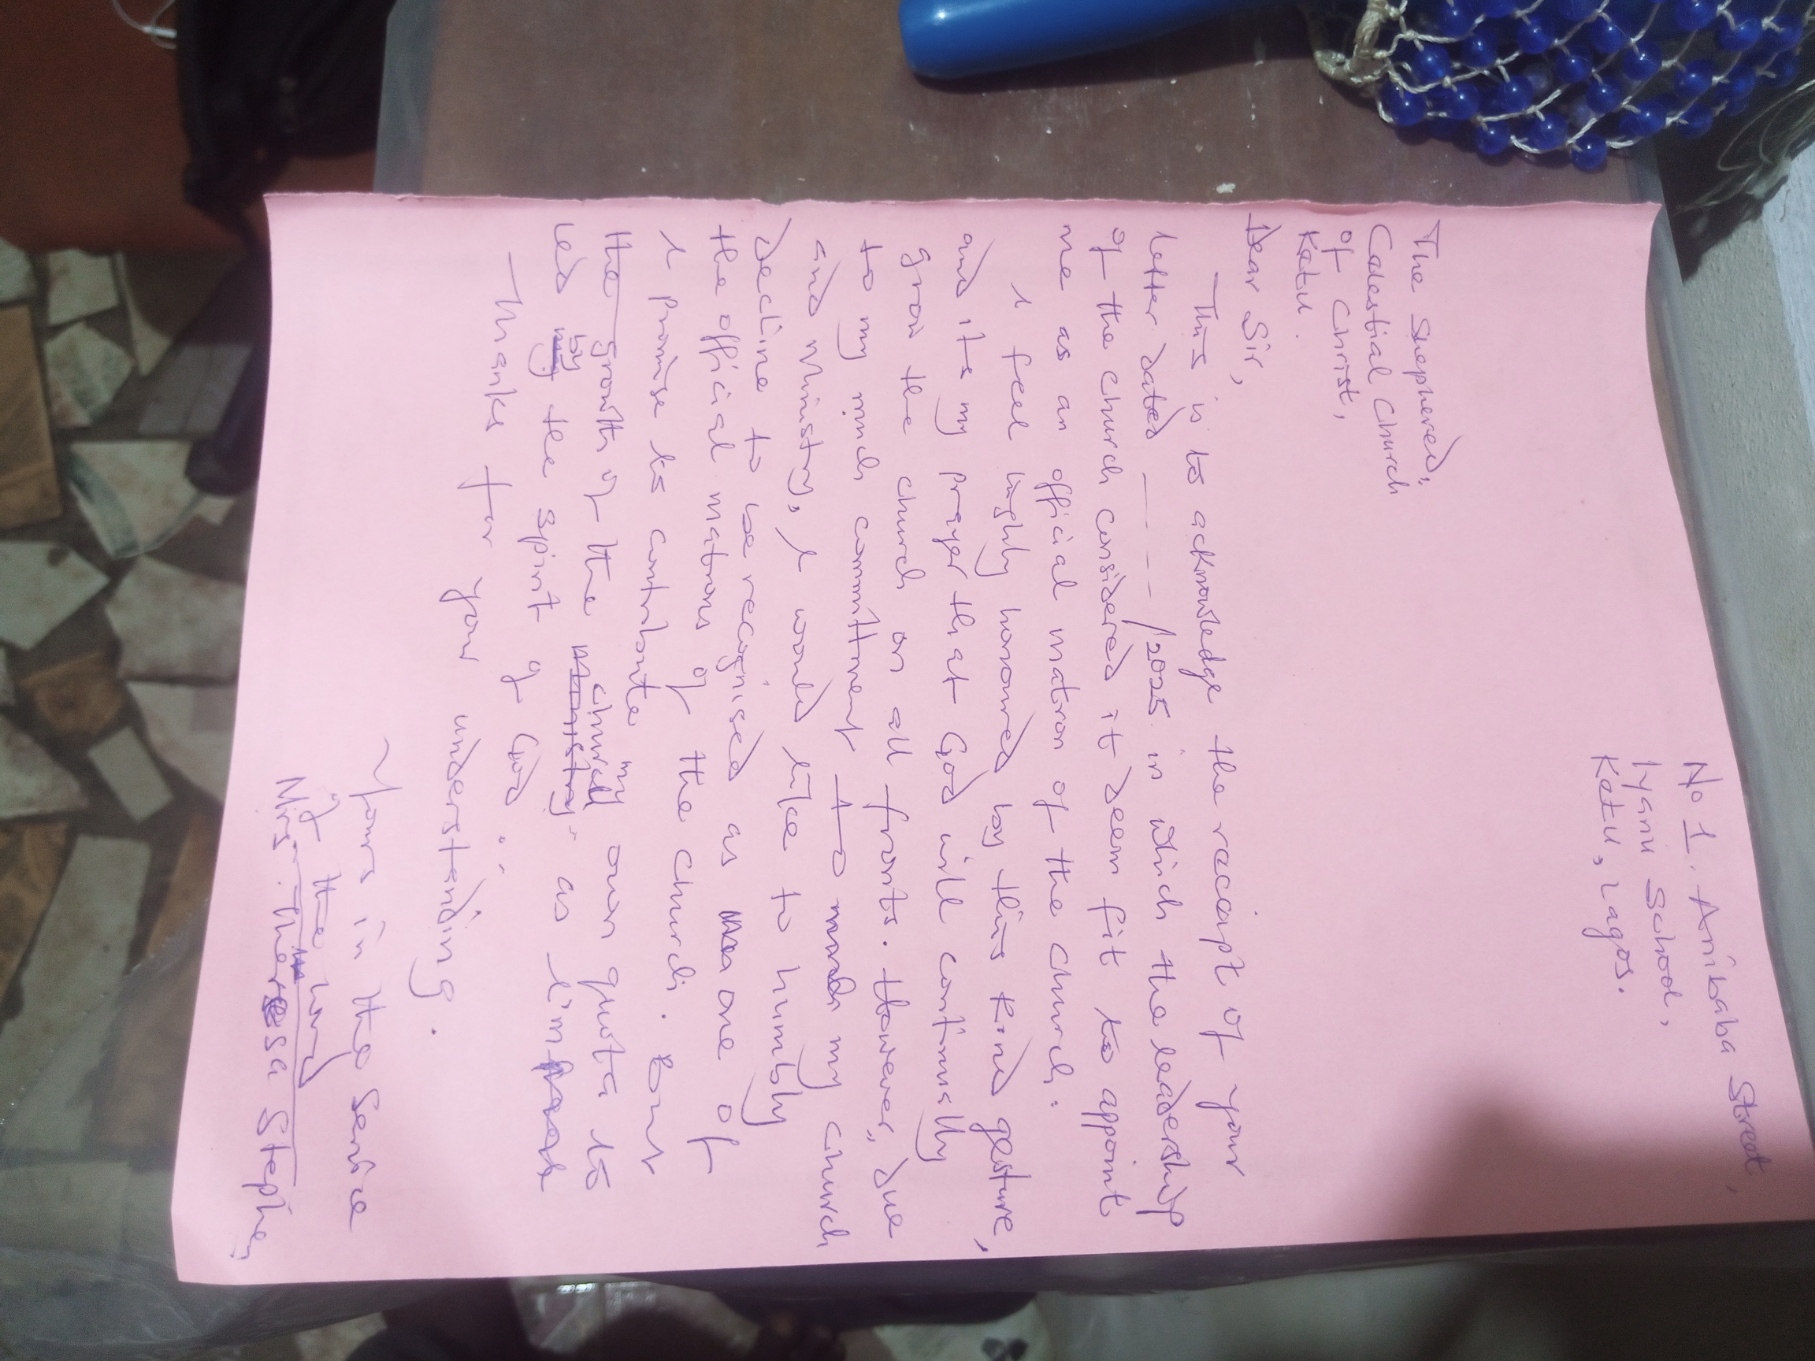 No 1. Anibaba Street,
Iyaniu School,
Ketu, Lagos.
The Shephered,
Celestial Church
of Christ,
Ketu.
Dear Sir,
This is to acknowledge the receipt of your
letter dated ----/2025 in which the leadership
of the church considered it deem fit to appoint
me as an official matron of the church.
I feel highly honoured by this kind gesture,
and its my prayer that God will continually
grow the church on all fronts. However, due
to my much commitment to my church
and Ministry, I would like to humbly
decline to be recognised as one of
the official matrons of the church. But
I promise to contribute my own quota to
the growth of the church as
led by the spirit of God.
Thanks for your understanding.
Yours in the Service
of the Lord
Mrs. Theresa Stephen